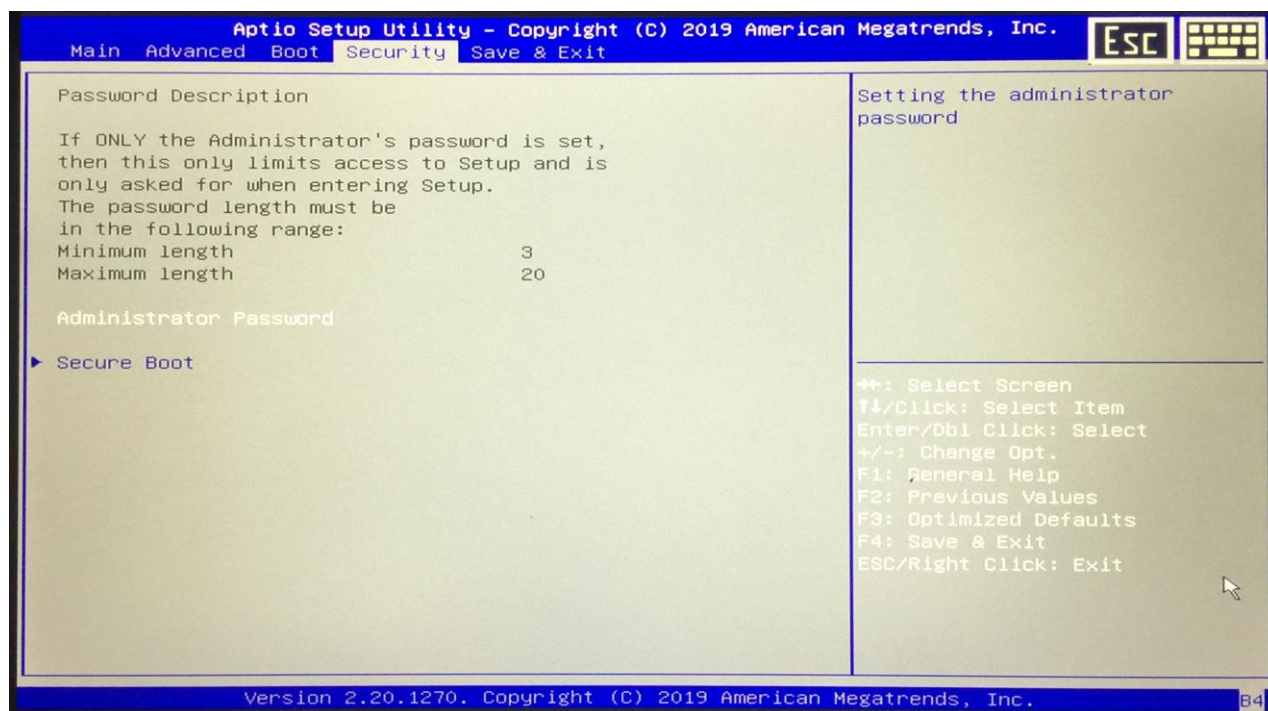 Aptio Setup Utility - Copyright (C) 2019 American Megatrends, Inc.
Main Advanced Boot Security Save & Exit
Esc
Password Description
If ONLY the Administrator's password is set,
then this only limits access to Setup and is
only asked for when entering Setup.
The password length must be
in the following range:
Minimum length 3
Maximum length 20
Administrator Password
► Secure Boot
Setting the administrator
password
→←: Select Screen
↑↓/Click: Select Item
Enter/Dbl Click: Select
+/-: Change Opt.
F1: General Help
F2: Previous Values
F3: Optimized Defaults
F4: Save & Exit
ESC/Right Click: Exit
Version 2.20.1270. Copyright (C) 2019 American Megatrends, Inc.
B4